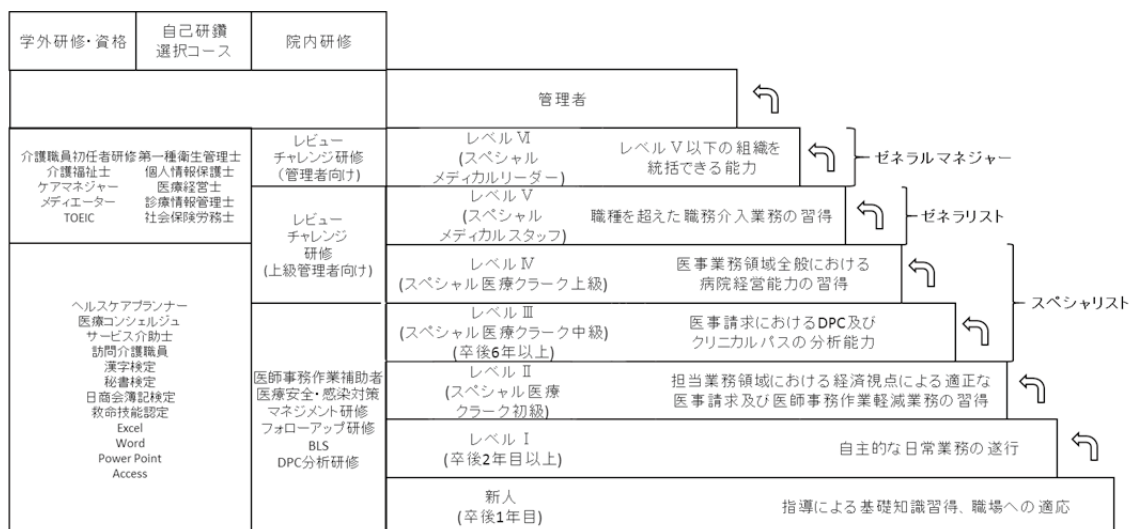 学外研修・資格
自己研鑽
選択コース
院内研修
管理者
介護職員初任者研修
介護福祉士
ケアマネジャー
メディエーター
TOEIC
第一種衛生管理士
個人情報保護士
医療経営士
診療情報管理士
社会保険労務士
レビュー
チャレンジ研修
(管理者向け)
レベル Ⅵ
(スペシャル
メディカルリーダー)
レベル Ⅴ 以下の組織を
統括できる能力
ゼネラルマネジャー
レビュー
チャレンジ
研修
(上級管理者向け)
レベル Ⅴ
(スペシャル
メディカルスタッフ)
職種を超えた職務介入業務の習得
ゼネラリスト
レベル Ⅳ
(スペシャル医療クラーク上級)
医事業務領域全般における
病院経営能力の習得
スペシャリスト
ヘルスケアプランナー
医療コンシェルジュ
サービス介助士
訪問介護職員
漢字検定
秘書検定
日商会簿記検定
救命技能認定
Excel
Word
Power Point
Access
医師事務作業補助者
医療安全・感染対策
マネジメント研修
フォローアップ研修
BLS
DPC分析研修
レベル Ⅲ
(スペシャル医療クラーク中級)
(卒後6年以上)
医事請求におけるDPC及び
クリニカルパスの分析能力
レベル Ⅱ
(スペシャル医療
クラーク初級)
担当業務領域における経済視点による適正な
医事請求及び医師事務作業軽減業務の習得
レベル Ⅰ
(卒後2年目以上)
自主的な日常業務の遂行
新人
(卒後1年目)
指導による基礎知識習得、職場への適応